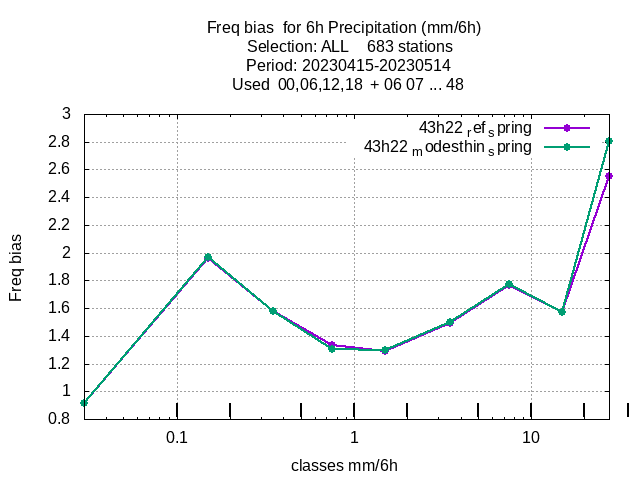 Freq bias for 6h Precipitation (mm/6h)
Selection: ALL 683 stations
Period: 20230415-20230514
Used 00,06,12,18 + 06 07 ... 48
43h22 ref spring
43h22 modesthin spring
3
2.8
2.6
2.4
2.2
2
1.8
1.6
1.4
1.2
1
0.8
Freq bias
0.1 1 10
classes mm/6h